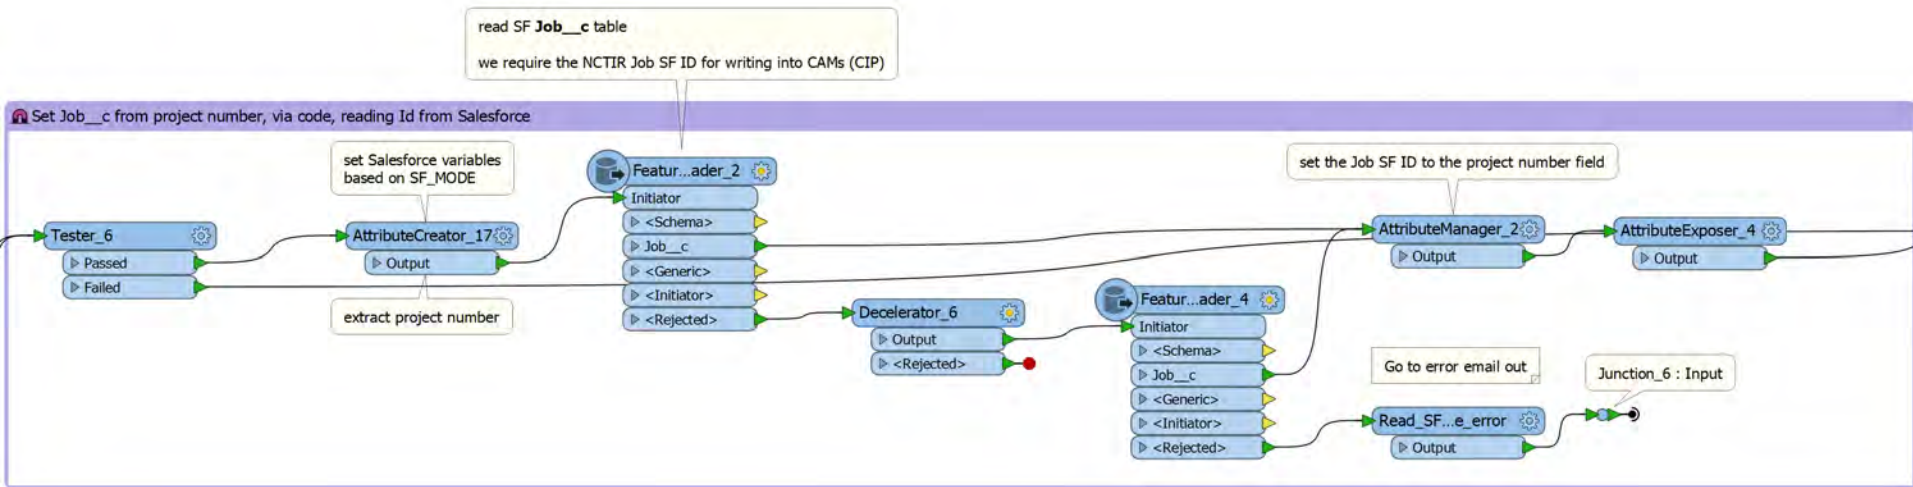 read SF Job__c table
we require the NCTIR Job SF ID for writing into CAMs (CIP)
Set Job__c from project number, via code, reading Id from Salesforce
set Salesforce variables
based on SF_MODE
Tester_6
Passed
Failed
AttributeCreator_17
Output
extract project number
Featur...ader_2
Initiator
<Schema>
Job__c
<Generic>
<Initiator>
<Rejected>
Decelerator_6
Output
<Rejected>
Featur...ader_4
Initiator
<Schema>
Job__c
<Generic>
<Initiator>
<Rejected>
set the Job SF ID to the project number field
AttributeManager_2
Output
AttributeExposer_4
Output
Go to error email out
Read_SF...e_error
Output
Junction_6 : Input